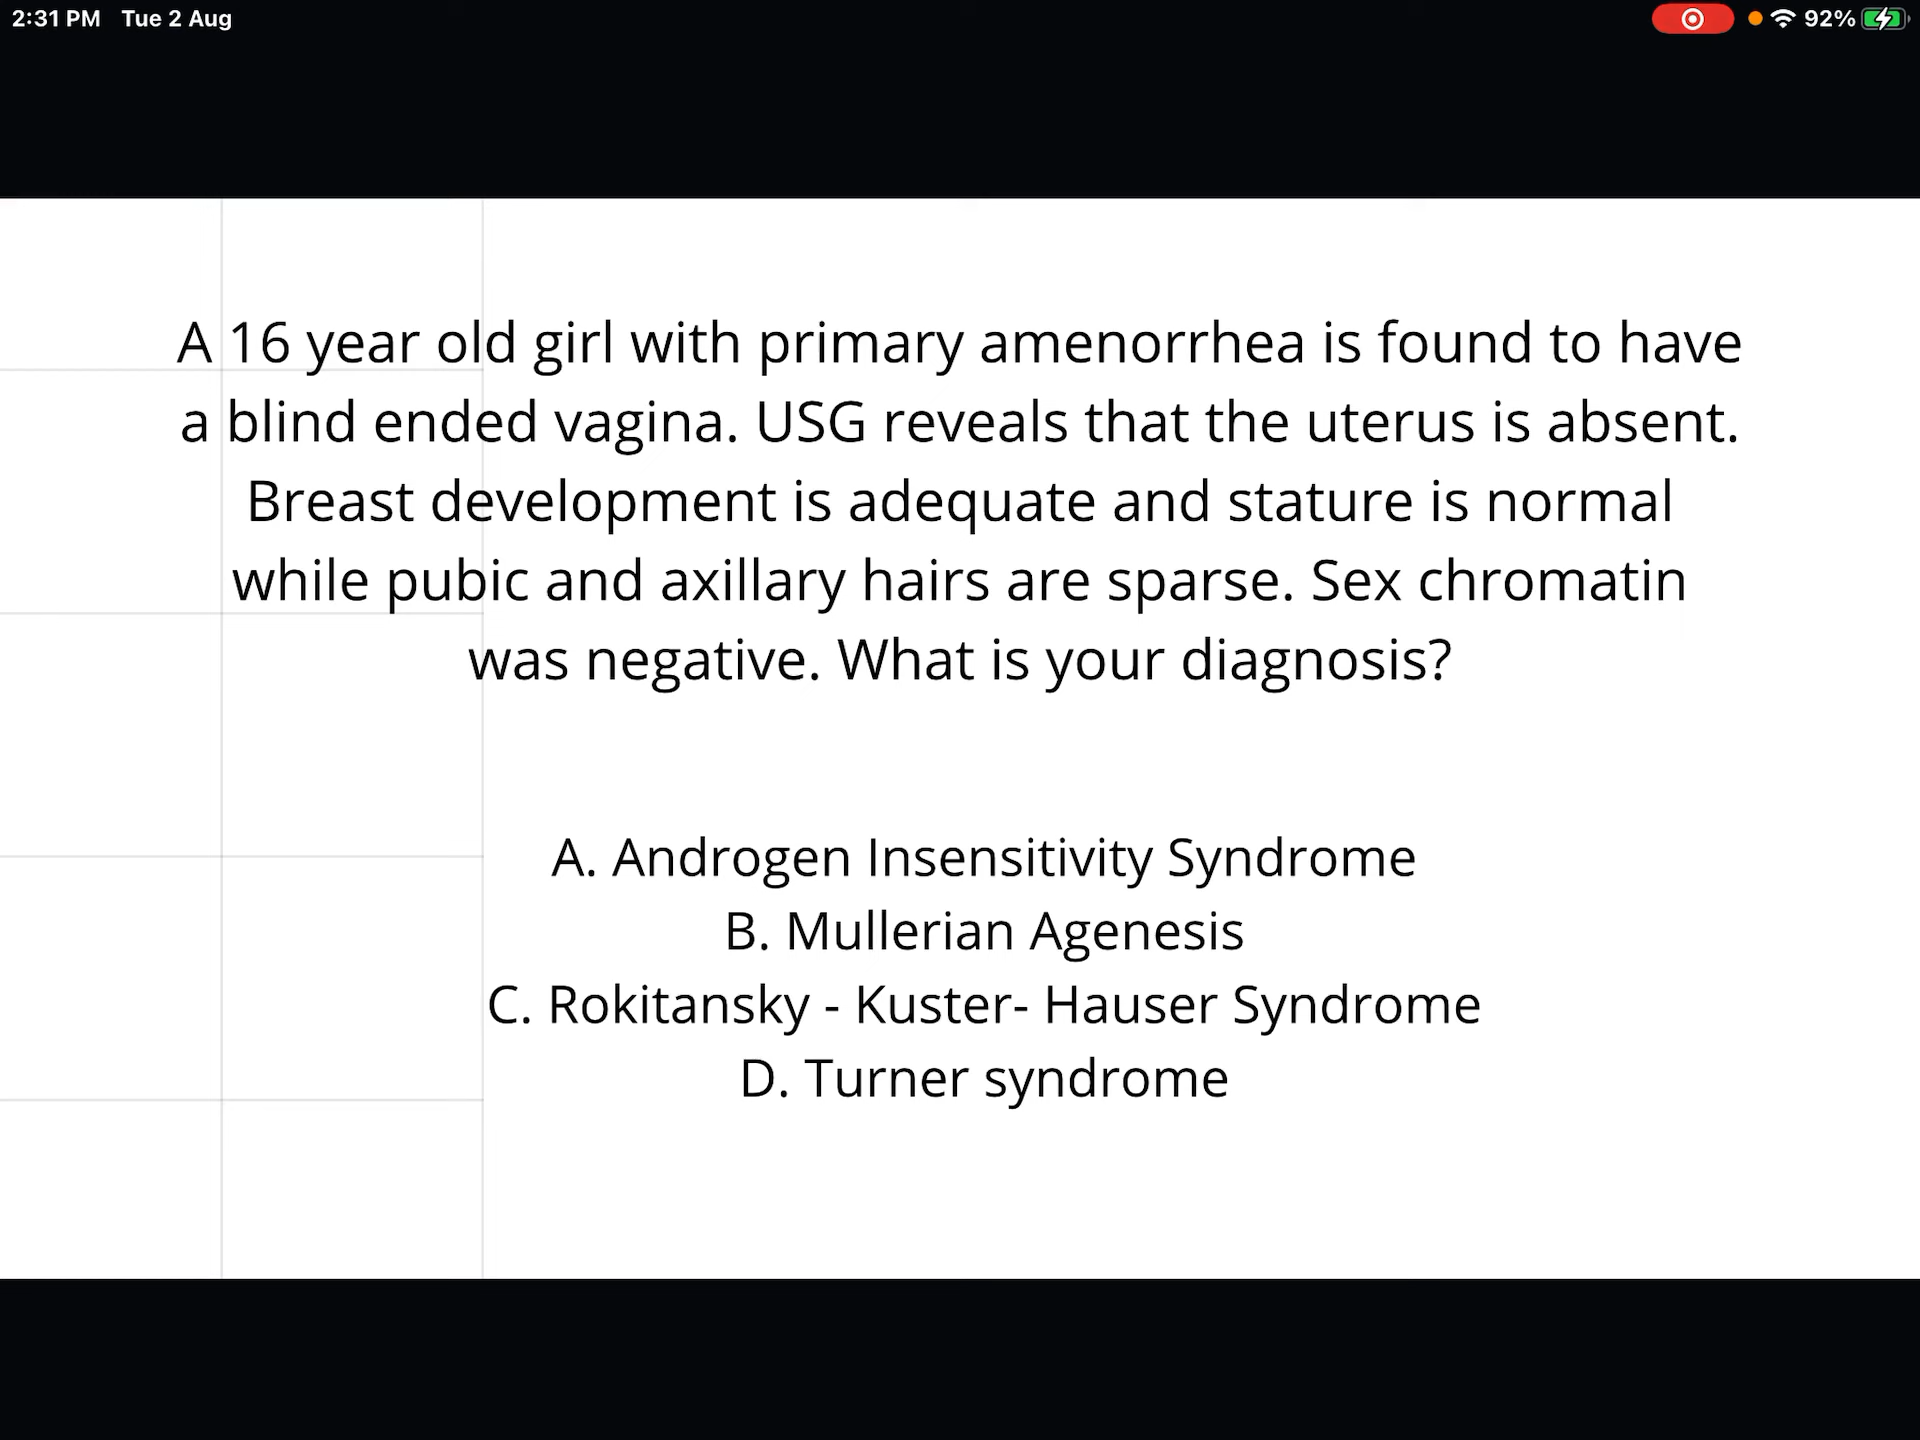 2:31 PM Tue 2 Aug
92%
A 16 year old girl with primary amenorrhea is found to have
a blind ended vagina. USG reveals that the uterus is absent.
Breast development is adequate and stature is normal
while pubic and axillary hairs are sparse. Sex chromatin
was negative. What is your diagnosis?
A. Androgen Insensitivity Syndrome
B. Mullerian Agenesis
C. Rokitansky - Kuster- Hauser Syndrome
D. Turner syndrome